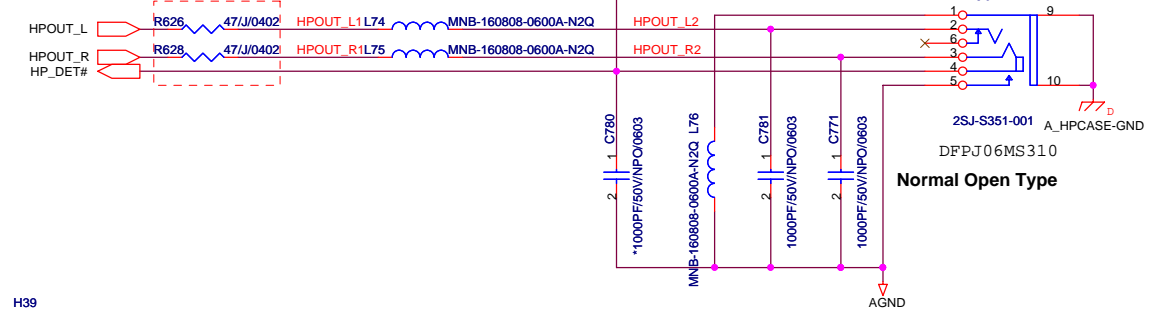 1 9
HPOUT_L R626 47/J/0402 HPOUT_L1 L74 MNB-160808-0600A-N2Q HPOUT_L2 2
6
HPOUT_R R628 47/J/0402 HPOUT_R1 L75 MNB-160808-0600A-N2Q HPOUT_R2 3
HP_DET# 4
5 10
D
2SJ-S351-001 A_HPCASE-GND
DFPJ06MS310
Normal Open Type
C780
1
2
*1000PF/50V/NPO/0603
MNB-160808-0600A-N2Q L76
C781
1
2
1000PF/50V/NPO/0603
C771
1
2
1000PF/50V/NPO/0603
AGND
H39